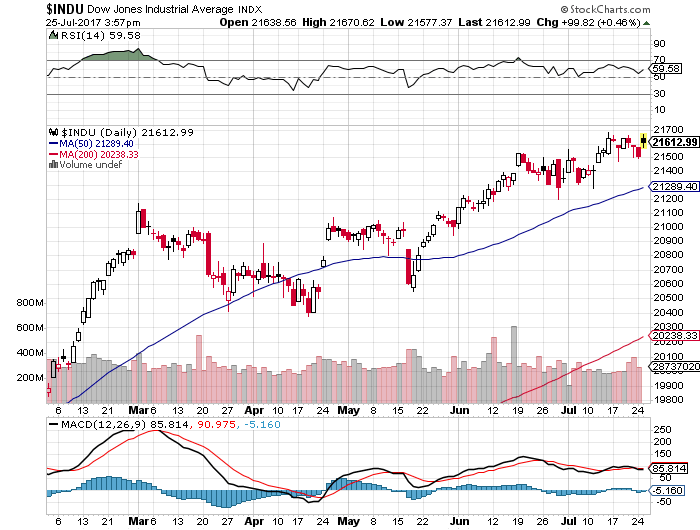 $INDU Dow Jones Industrial Average INDX © StockCharts.com
25-Jul-2017 3:57pm Open 21638.56 High 21670.62 Low 21577.37 Last 21612.99 Chg +99.82 (+0.46%)
RSI(14) 59.58
90
70
59.58
50
30
10
$INDU (Daily) 21612.99
MA(50) 21289.40
MA(200) 20238.33
Volume undef
21700
21612.99
21500
21400
21289.40
21200
21100
21000
20900
20800
20700
20600
20500
20400
20300
20238.33
20100
20000
28737020
19900
19800
800M
600M
400M
200M
6 13 21 Mar 6 13 20 27 Apr 10 17 24 May 8 15 22 Jun 12 19 26 Jul 10 17 24
MACD(12,26,9) 85.814, 90.975, -5.160
250
200
150
85.814
50
-5.160
-50
6 13 21 Mar 6 13 20 27 Apr 10 17 24 May 8 15 22 Jun 12 19 26 Jul 10 17 24